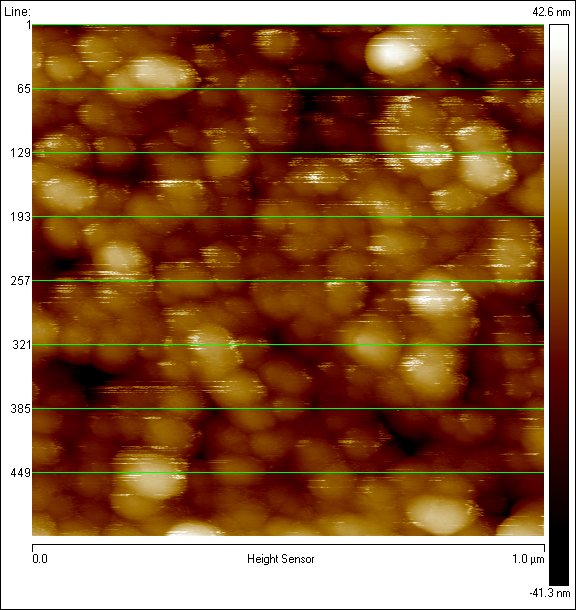 Line:
42.6 nm
1
65
129
193
257
321
385
449
0.0
Height Sensor
1.0 µm
-41.3 nm